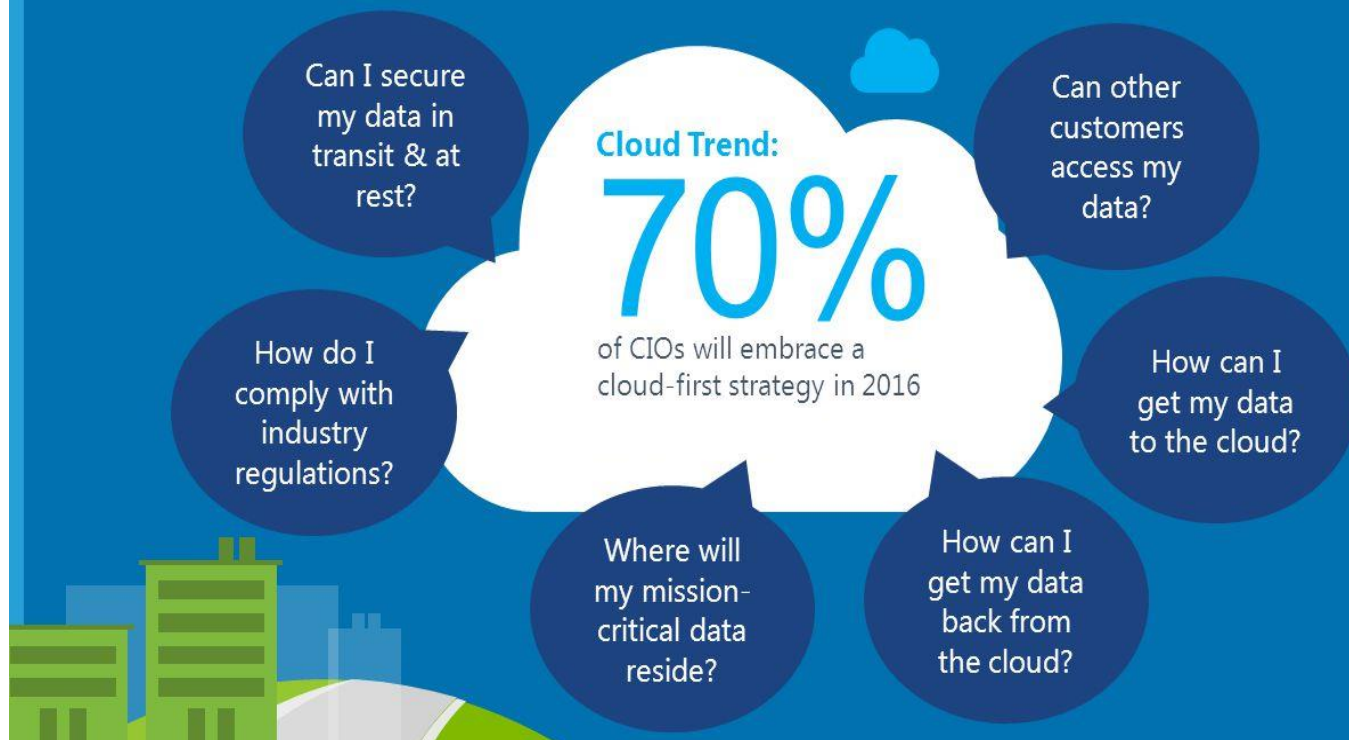 Can I secure
my data in
transit & at
rest?
Cloud Trend:
70%
of CIOs will embrace a
cloud-first strategy in 2016
Can other
customers
access my
data?
How do I
comply with
industry
regulations?
How can I
get my data
to the cloud?
Where will
my mission-
critical data
reside?
How can I
get my data
back from
the cloud?